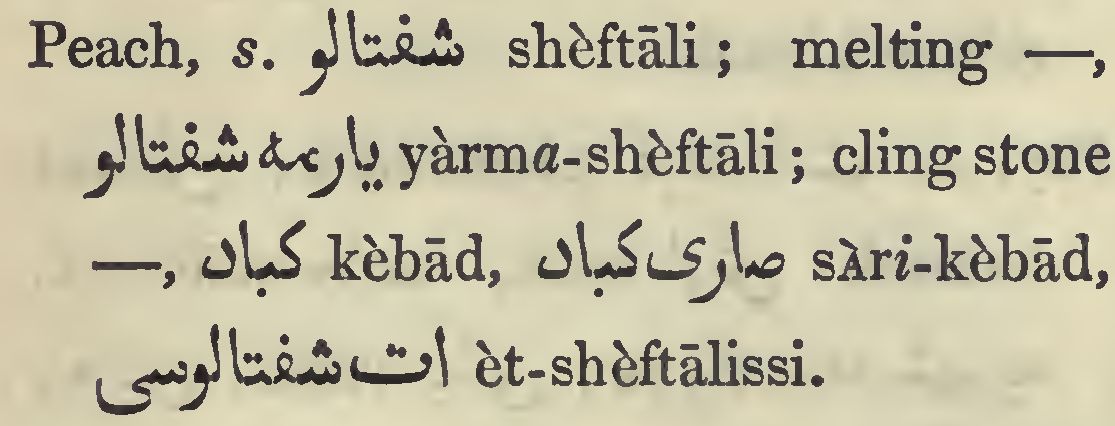 Peach, s. شفتالو shèftāli; melting —,
يارمه شفتالو yàrma-shèftāli; cling stone
—, كباد kèbād, صارى كباد sÀri-kèbād,
ات شفتالوسى èt-shèftālissi.